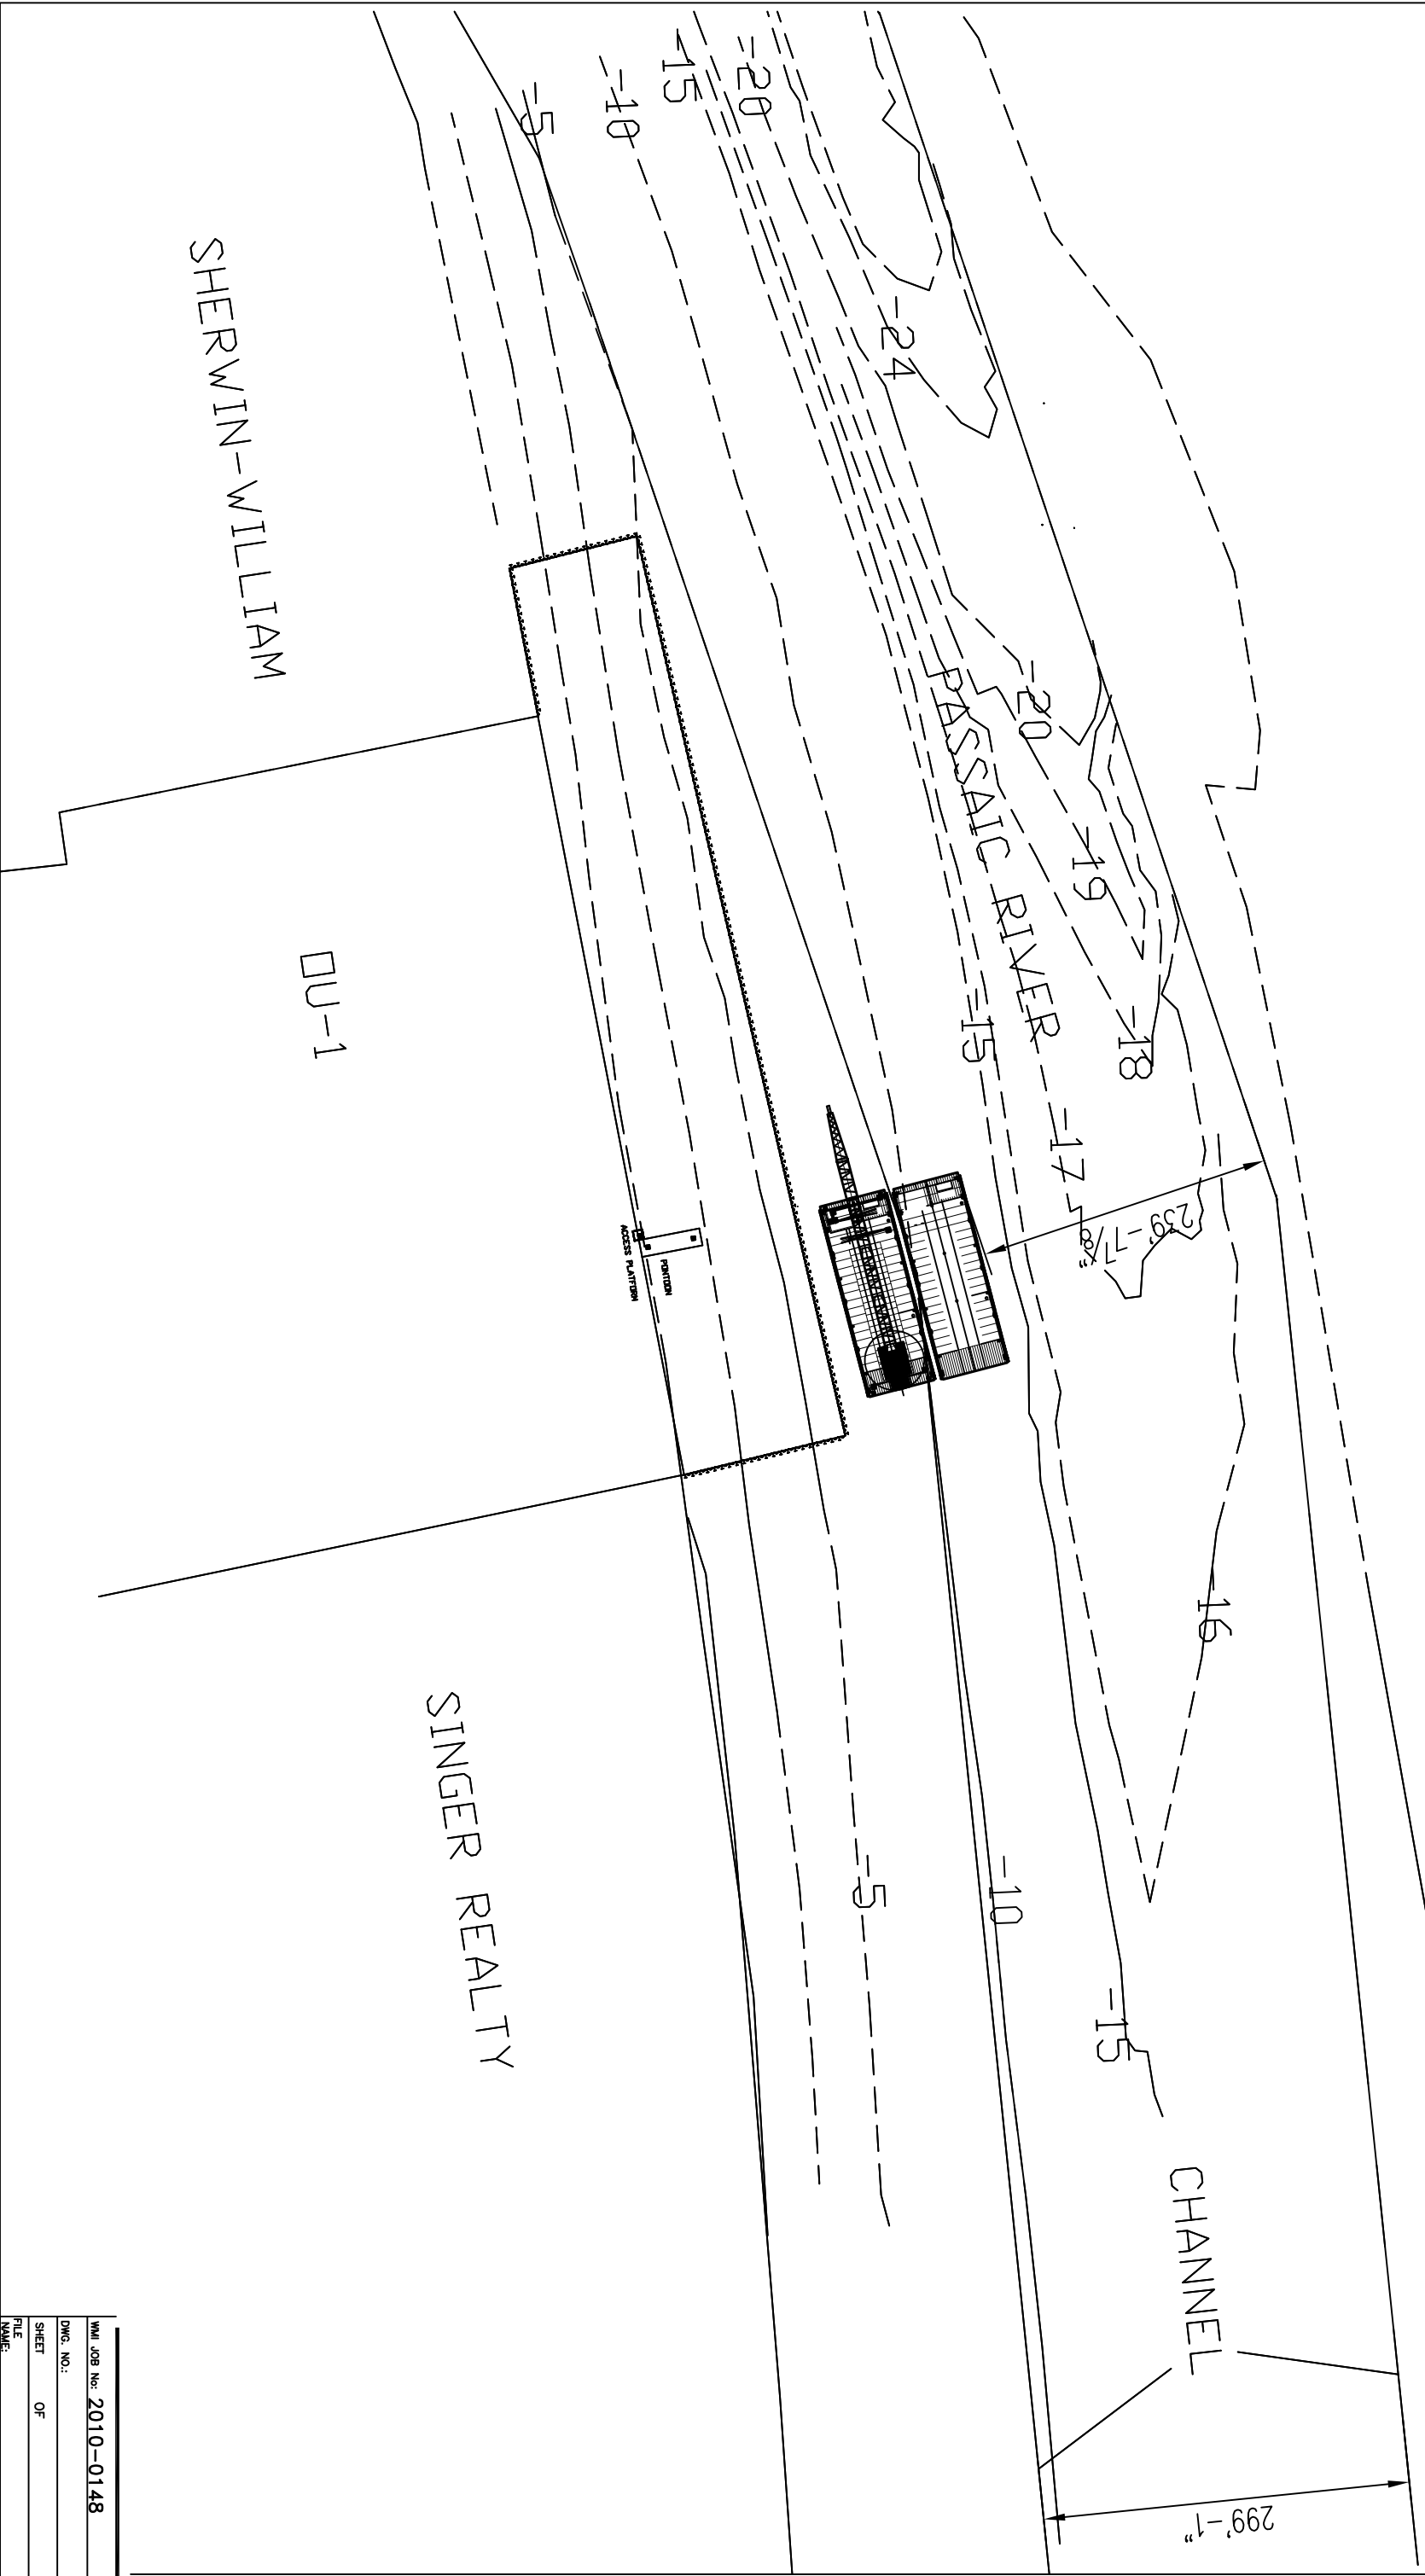 -5
-10
-15
-20
-24
SHERWIN-WILLIAM
PASSAIC RIVER
-20
-19
-18
-15
-17
OU-1
239'-7 7/8"
PONTOON
ACCESS PLATFORM
-16
SINGER REALTY
-5
-10
-15
CHANNEL
299'-1"
WMI JOB No: 2010-0148
DWG. NO.:
SHEET OF
FILE
NAME: